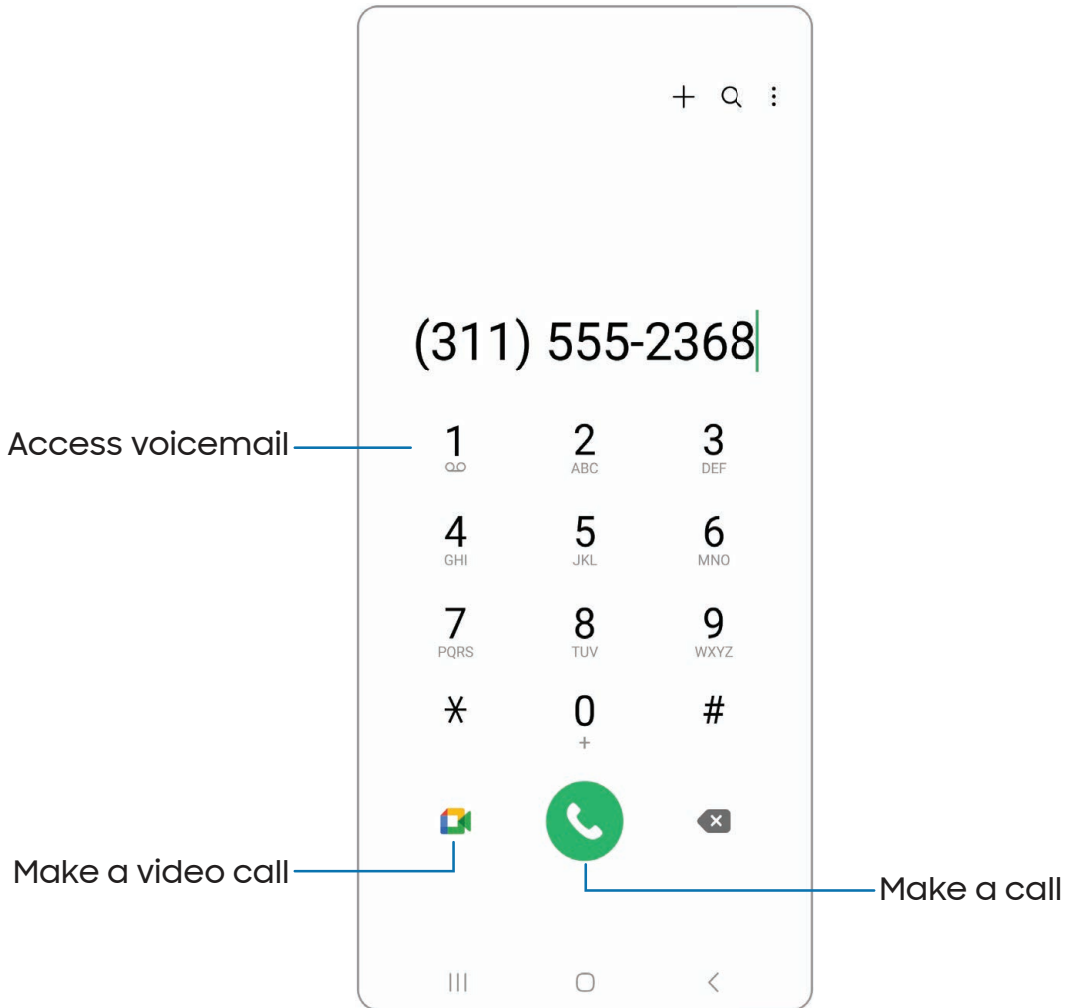 (311) 555-2368
Access voicemail
1 2 3
ABC DEF
4 5 6
GHI JKL MNO
7 8 9
PQRS TUV WXYZ
* 0 #
+
Make a video call
Make a call